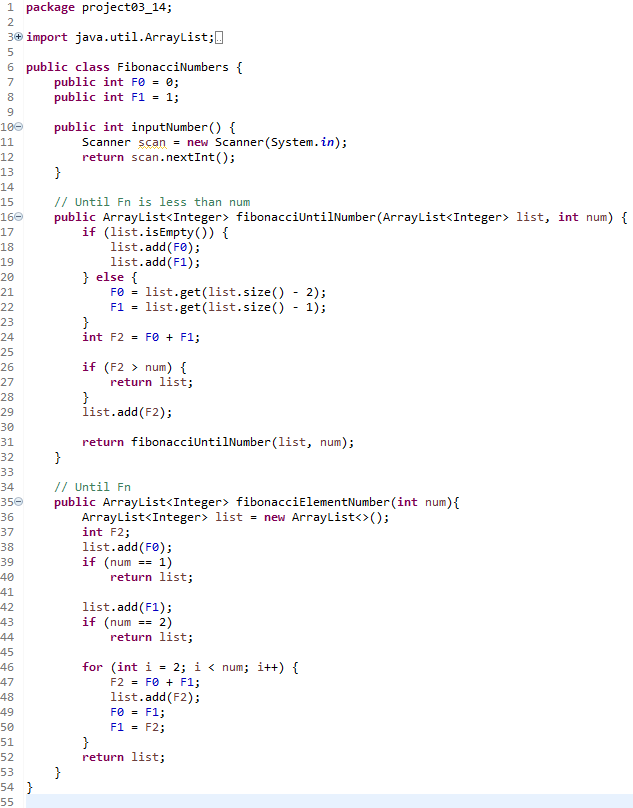 1 package project03_14;
2
3 import java.util.ArrayList;
5
6 public class FibonacciNumbers {
7     public int F0 = 0;
8     public int F1 = 1;
9
10     public int inputNumber() {
11         Scanner scan = new Scanner(System.in);
12         return scan.nextInt();
13     }
14
15     // Until Fn is less than num
16     public ArrayList<Integer> fibonacciUntilNumber(ArrayList<Integer> list, int num) {
17         if (list.isEmpty()) {
18             list.add(F0);
19             list.add(F1);
20         } else {
21             F0 = list.get(list.size() - 2);
22             F1 = list.get(list.size() - 1);
23         }
24         int F2 = F0 + F1;
25
26         if (F2 > num) {
27             return list;
28         }
29         list.add(F2);
30
31         return fibonacciUntilNumber(list, num);
32     }
33
34     // Until Fn
35     public ArrayList<Integer> fibonacciElementNumber(int num){
36         ArrayList<Integer> list = new ArrayList<>();
37         int F2;
38         list.add(F0);
39         if (num == 1)
40             return list;
41
42         list.add(F1);
43         if (num == 2)
44             return list;
45
46         for (int i = 2; i < num; i++) {
47             F2 = F0 + F1;
48             list.add(F2);
49             F0 = F1;
50             F1 = F2;
51         }
52         return list;
53     }
54 }
55